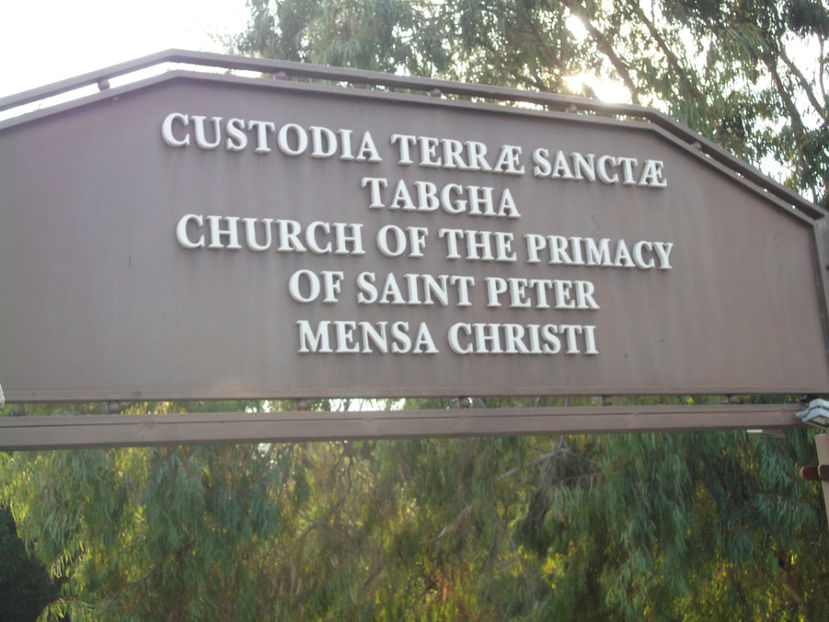 CUSTODIA TERRÆ SANCTÆ
TABGHA
CHURCH OF THE PRIMACY
OF SAINT PETER
MENSA CHRISTI